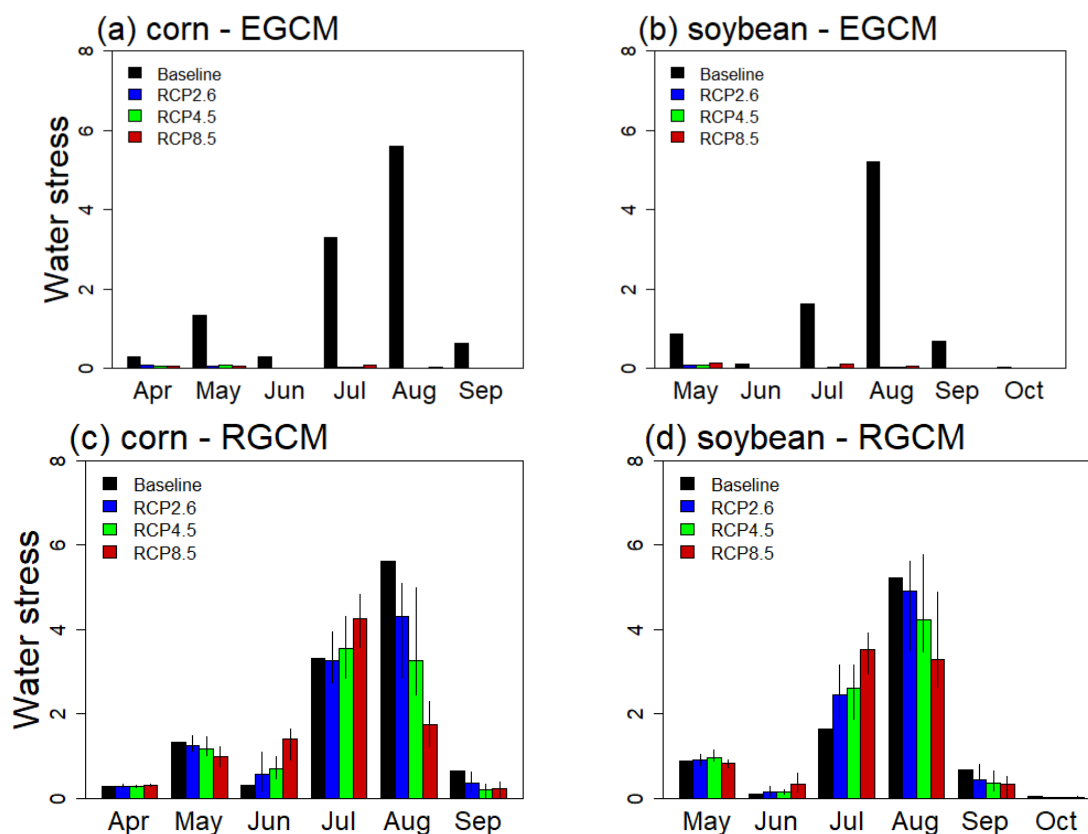 (a) corn - EGCM
8
6
4
2
0
Water stress
Baseline
RCP2.6
RCP4.5
RCP8.5
Apr May Jun Jul Aug Sep
(b) soybean - EGCM
8
6
4
2
0
Baseline
RCP2.6
RCP4.5
RCP8.5
May Jun Jul Aug Sep Oct
(c) corn - RGCM
8
6
4
2
0
Water stress
Baseline
RCP2.6
RCP4.5
RCP8.5
Apr May Jun Jul Aug Sep
(d) soybean - RGCM
8
6
4
2
0
Baseline
RCP2.6
RCP4.5
RCP8.5
May Jun Jul Aug Sep Oct